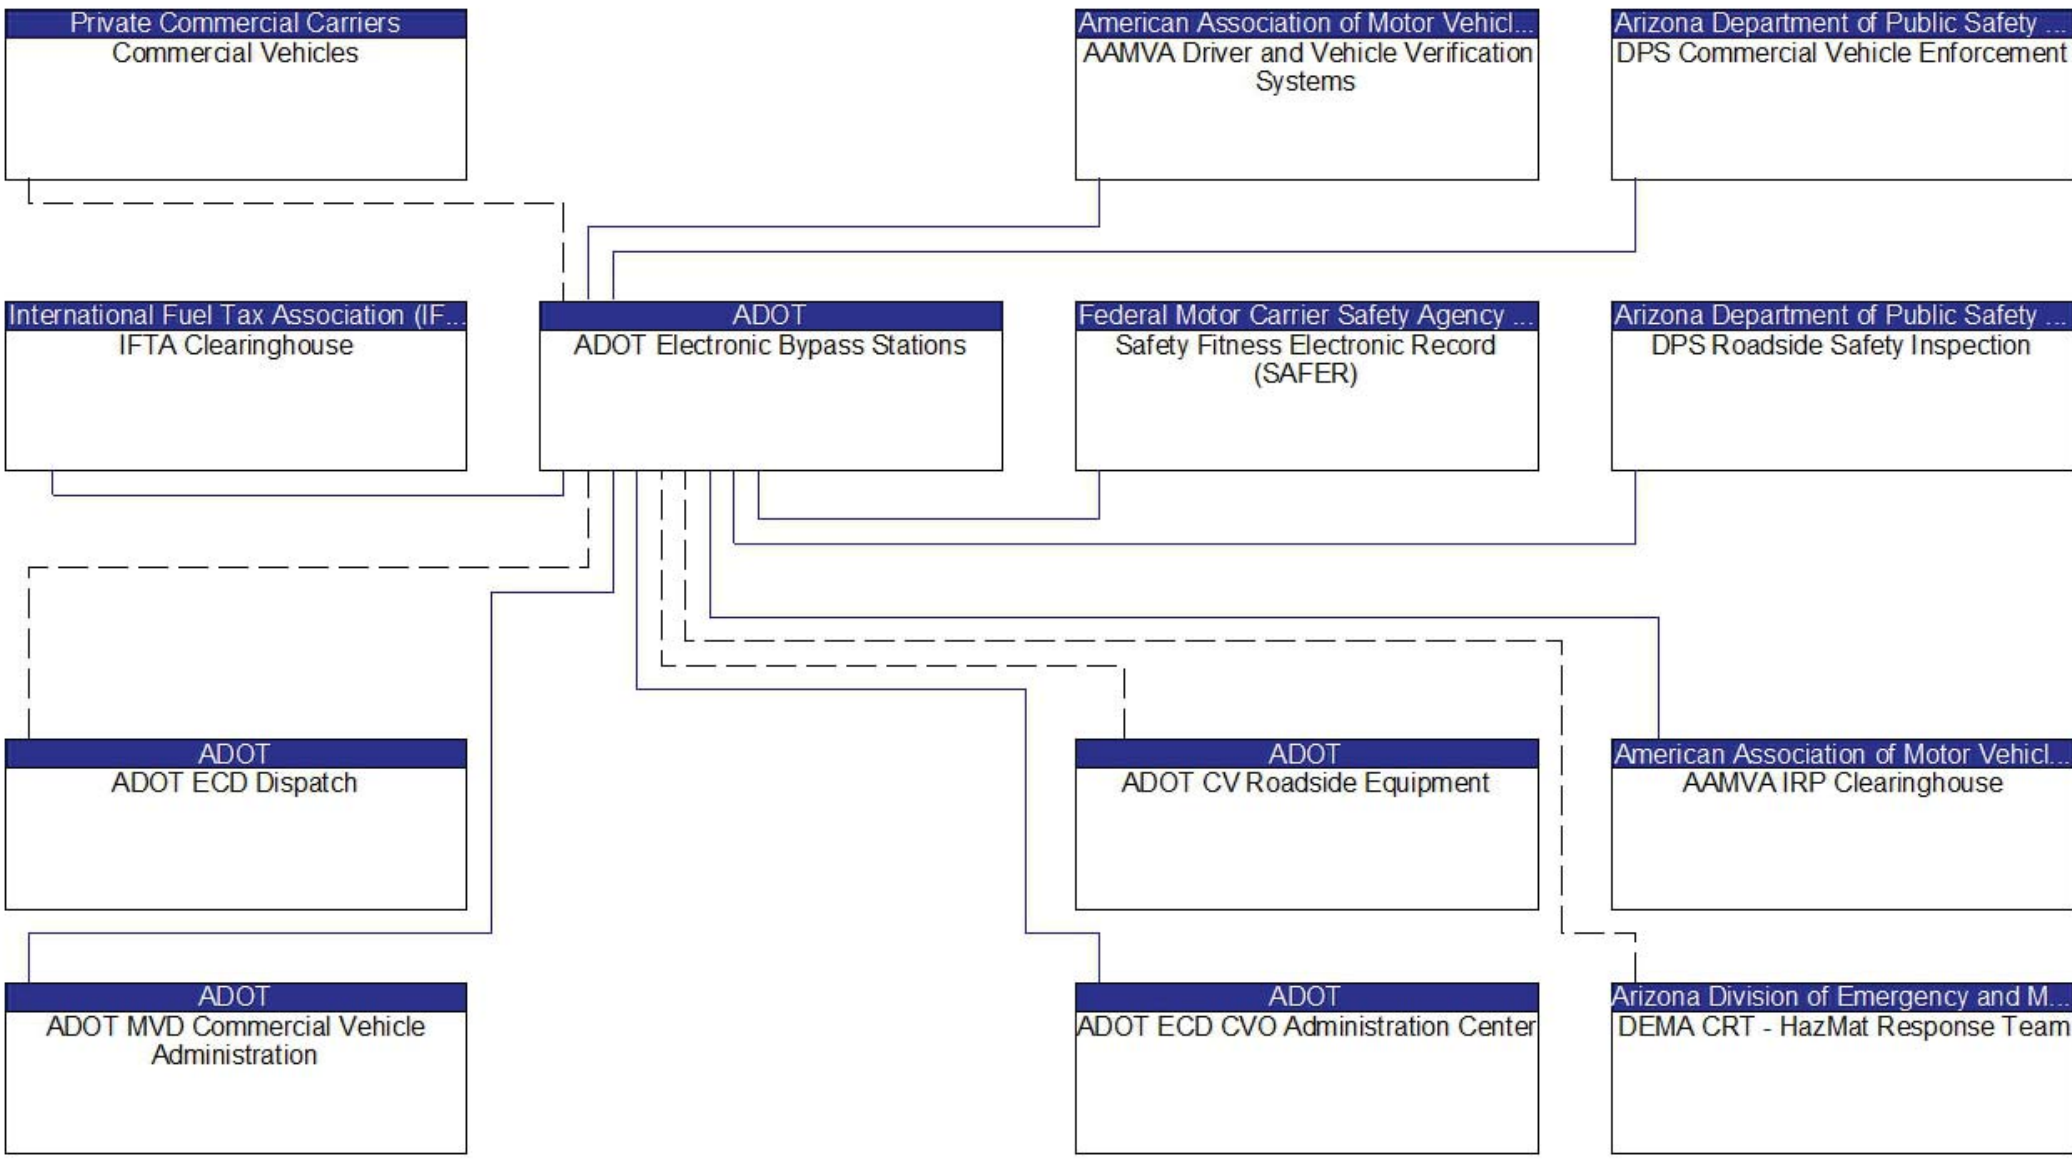 Private Commercial Carriers
Commercial Vehicles
American Association of Motor Vehicl...
AAMVA Driver and Vehicle Verification
Systems
Arizona Department of Public Safety ...
DPS Commercial Vehicle Enforcement
International Fuel Tax Association (IF...
IFTA Clearinghouse
ADOT
ADOT Electronic Bypass Stations
Federal Motor Carrier Safety Agency ...
Safety Fitness Electronic Record
(SAFER)
Arizona Department of Public Safety ...
DPS Roadside Safety Inspection
ADOT
ADOT ECD Dispatch
ADOT
ADOT CV Roadside Equipment
American Association of Motor Vehicl...
AAMVA IRP Clearinghouse
ADOT
ADOT MVD Commercial Vehicle
Administration
ADOT
ADOT ECD CVO Administration Center
Arizona Division of Emergency and M...
DEMA CRT - HazMat Response Team